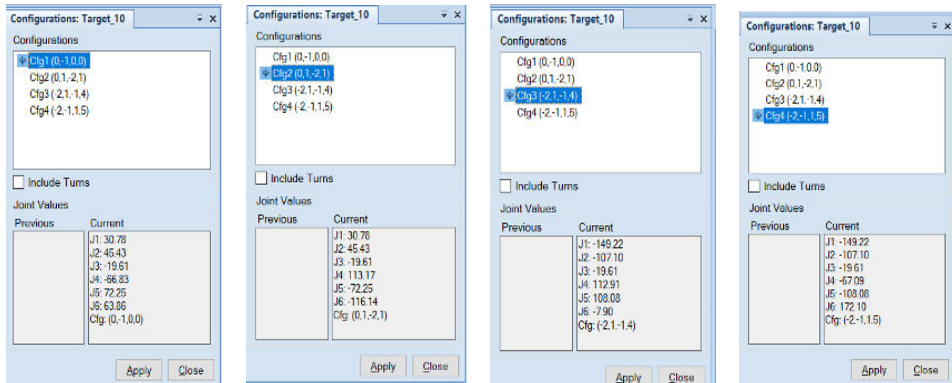 Configurations: Target_10
Configurations
Cfg1 (0,-1,0,0)
Cfg2 (0,1,-2,1)
Cfg3 (-2,1,-1,4)
Cfg4 (-2,-1,1,5)
Include Turns
Joint Values
Previous Current
J1: 30.78
J2: 45.43
J3: -19.61
J4: -66.83
J5: 72.25
J6: 63.86
Cfg: (0,-1,0,0)
Apply Close
Configurations: Target_10
Configurations
Cfg1 (0,-1,0,0)
Cfg2 (0,1,-2,1)
Cfg3 (-2,1,-1,4)
Cfg4 (-2,-1,1,5)
Include Turns
Joint Values
Previous Current
J1: 30.78
J2: 45.43
J3: -19.61
J4: 113.17
J5: -72.25
J6: -116.14
Cfg: (0,1,-2,1)
Apply Close
Configurations: Target_10
Configurations
Cfg1 (0,-1,0,0)
Cfg2 (0,1,-2,1)
Cfg3 (-2,1,-1,4)
Cfg4 (-2,-1,1,5)
Include Turns
Joint Values
Previous Current
J1: -149.22
J2: -107.10
J3: -19.61
J4: 112.91
J5: 108.08
J6: -7.90
Cfg: (-2,1,-1,4)
Apply Close
Configurations: Target_10
Configurations
Cfg1 (0,-1,0,0)
Cfg2 (0,1,-2,1)
Cfg3 (-2,1,-1,4)
Cfg4 (-2,-1,1,5)
Include Turns
Joint Values
Previous Current
J1: -149.22
J2: -107.10
J3: -19.61
J4: -67.09
J5: -108.08
J6: 172.10
Cfg: (-2,-1,1,5)
Apply Close